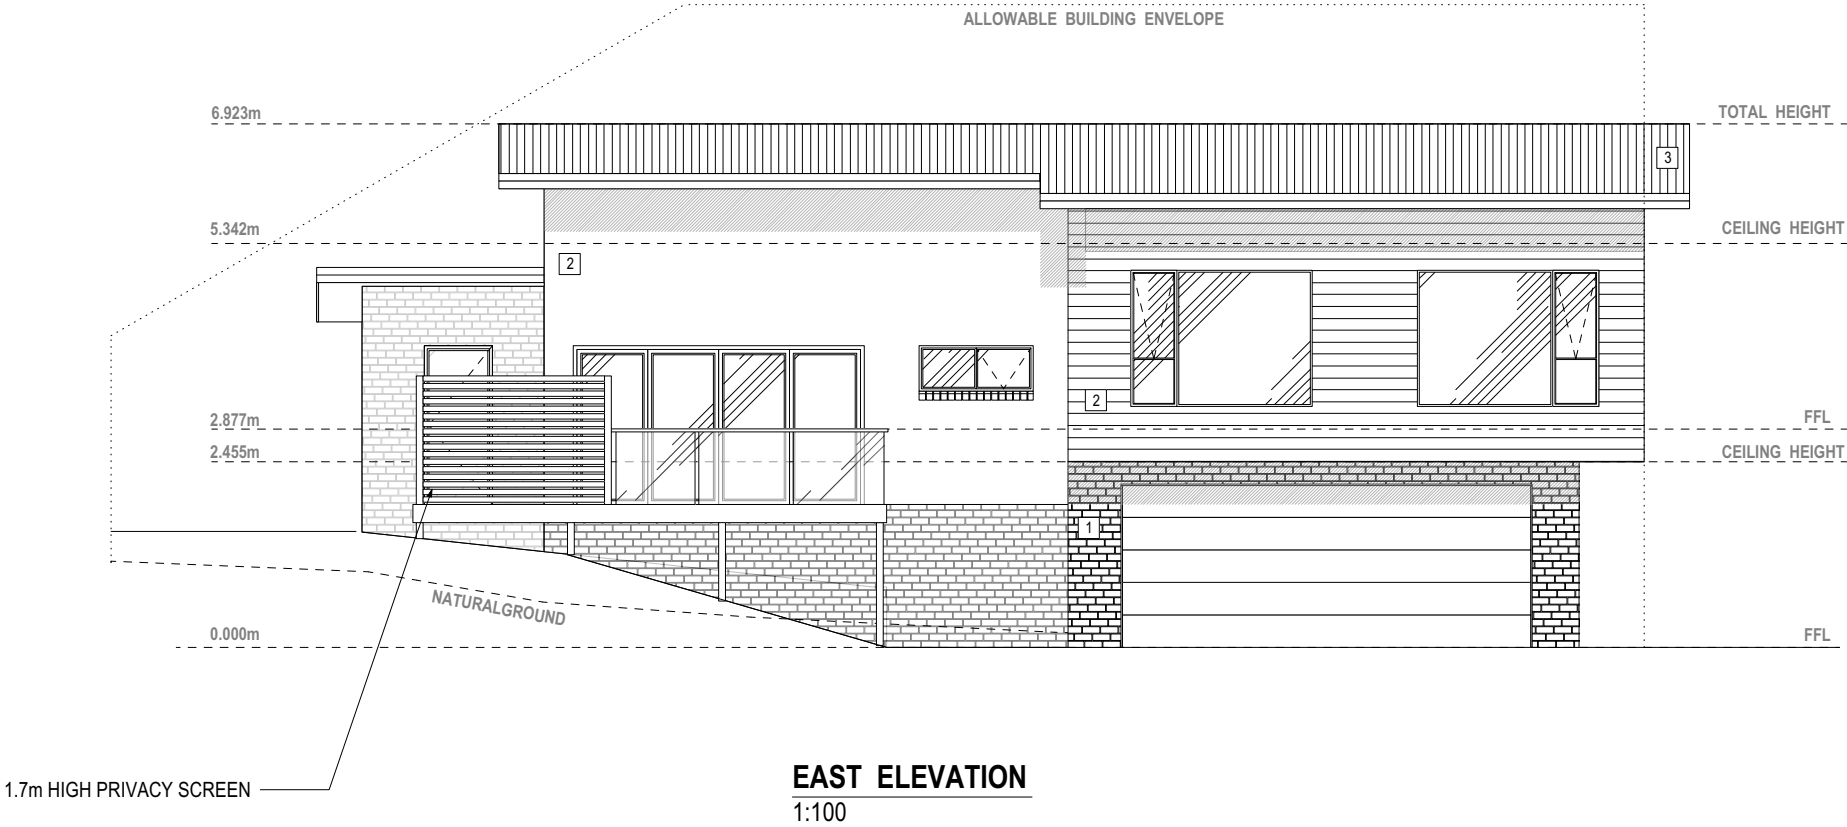 ALLOWABLE BUILDING ENVELOPE
6.923m
TOTAL HEIGHT
3
5.342m
CEILING HEIGHT
2
2
2.877m
FFL
2.455m
CEILING HEIGHT
1
NATURALGROUND
0.000m
FFL
1.7m HIGH PRIVACY SCREEN
EAST ELEVATION
1:100